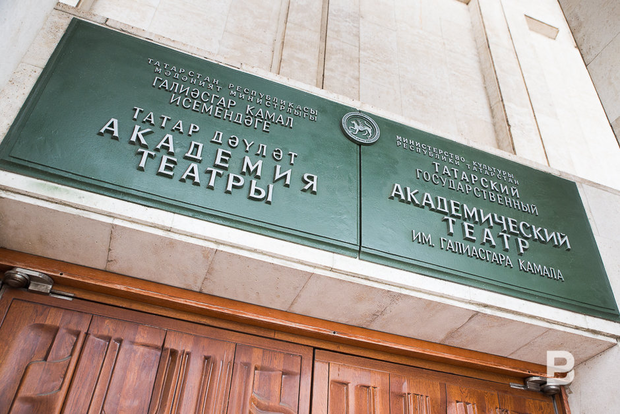 ТАТАРСТАН РЕСПУБЛИКАСЫ
МӘДӘНИЯТ МИНИСТРЛЫГЫ
ГАЛИӘСГАР КАМАЛ
ИСЕМЕНДӘГЕ
ТАТАР ДӘҮЛӘТ
АКАДЕМИЯ
ТЕАТРЫ
МИНИСТЕРСТВО КУЛЬТУРЫ
РЕСПУБЛИКИ ТАТАРСТАН
ТАТАРСКИЙ
ГОСУДАРСТВЕННЫЙ
АКАДЕМИЧЕСКИЙ
ТЕАТР
ИМ. ГАЛИАСГАРА КАМАЛА
Р